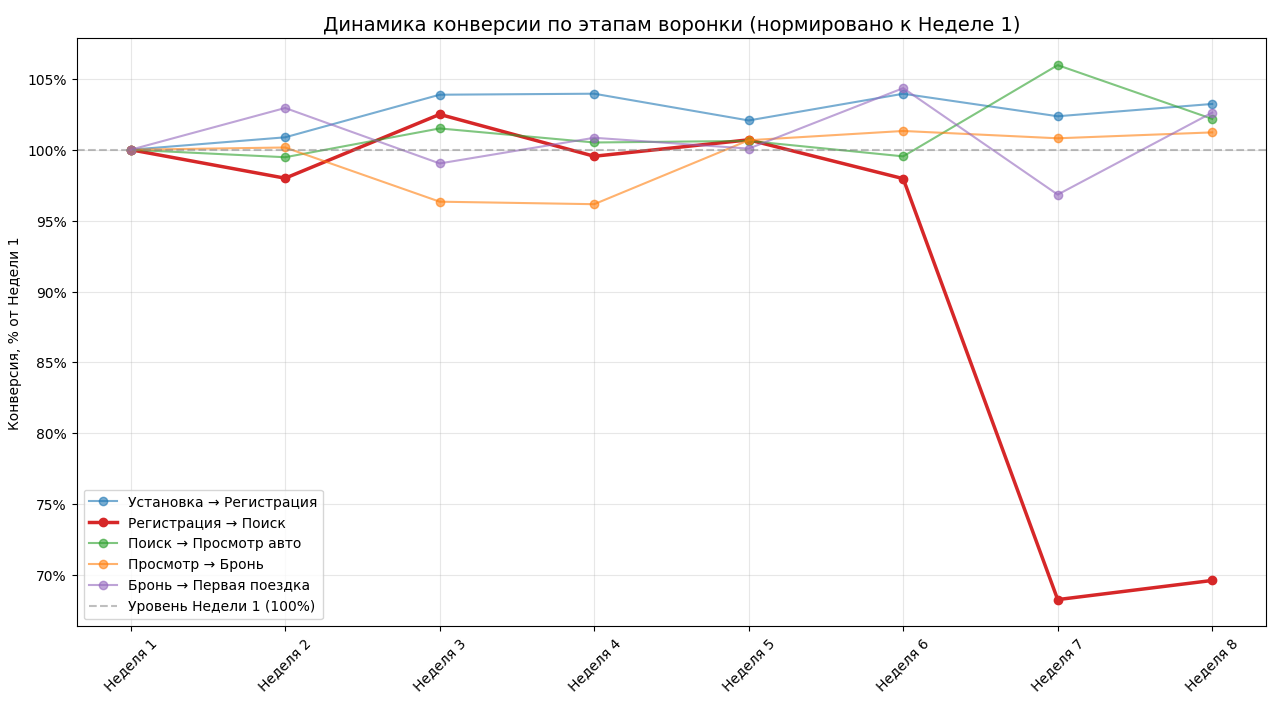 Динамика конверсии по этапам воронки (нормировано к Неделе 1)
Конверсия, % от Недели 1
105%
100%
95%
90%
85%
80%
75%
70%
Установка → Регистрация
Регистрация → Поиск
Поиск → Просмотр авто
Просмотр → Бронь
Бронь → Первая поездка
Уровень Недели 1 (100%)
Неделя 1
Неделя 2
Неделя 3
Неделя 4
Неделя 5
Неделя 6
Неделя 7
Неделя 8